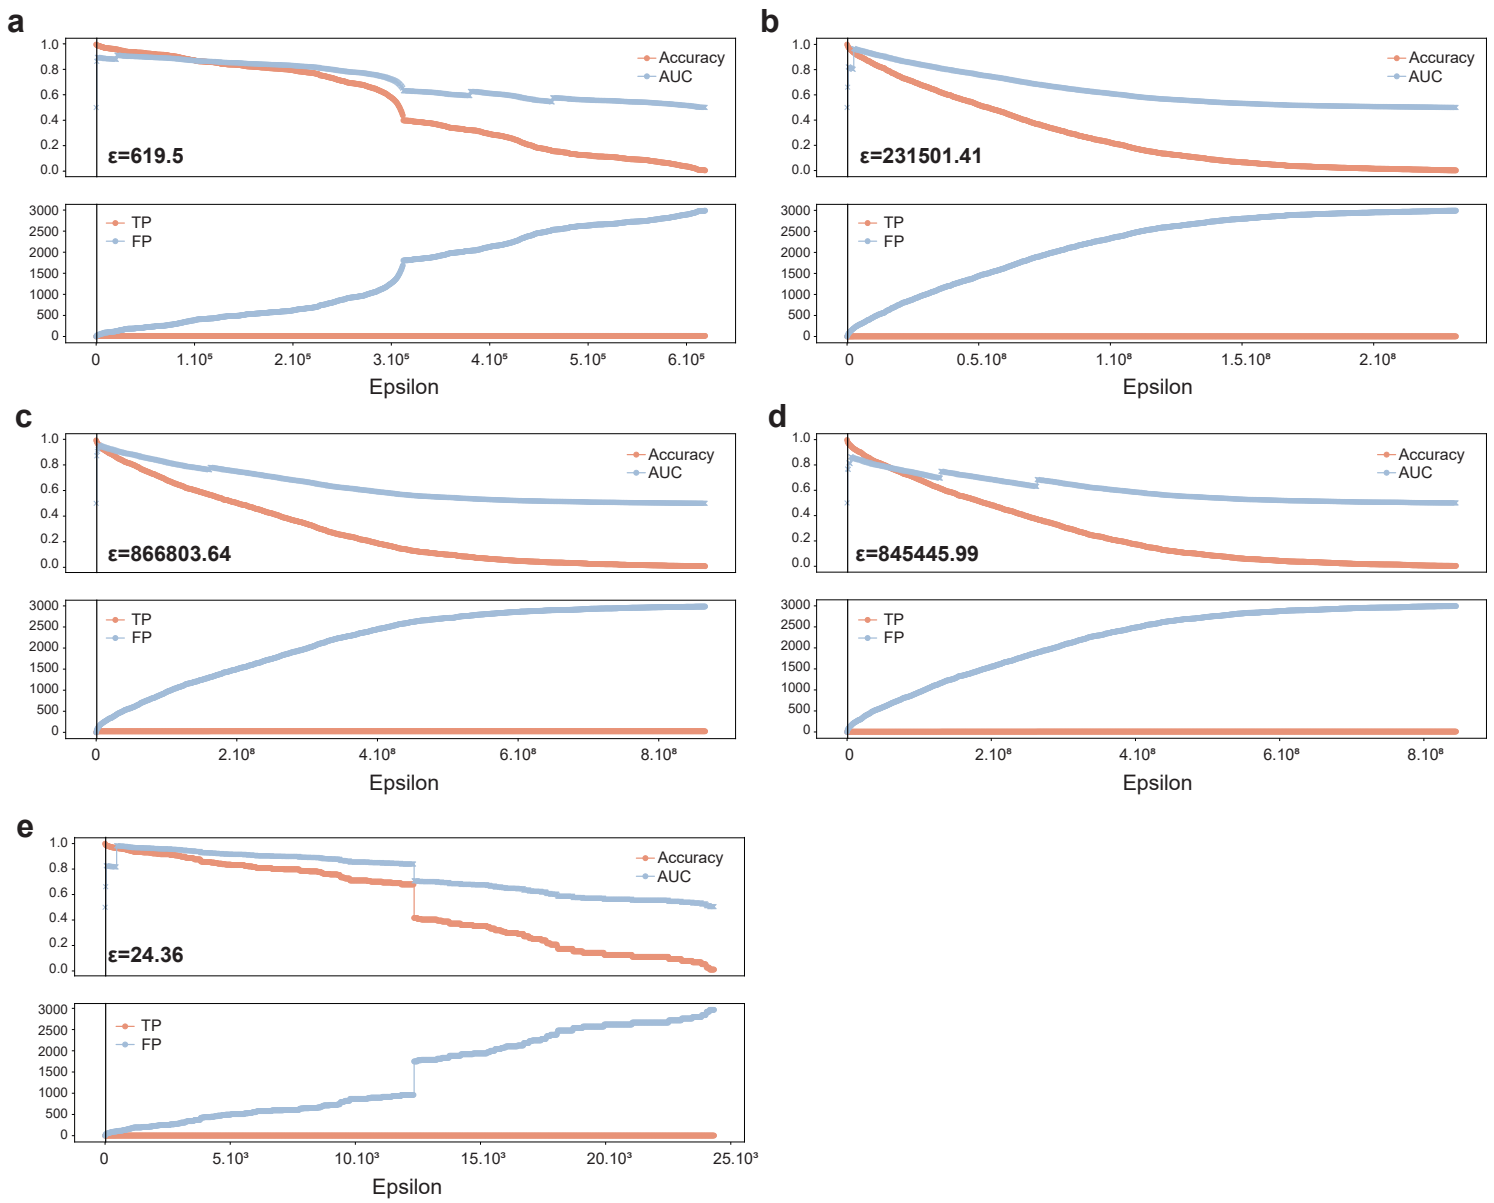 a
1.0
0.8
0.6
0.4
0.2
0.0
Accuracy
AUC
ε=619.5
3000
2500
2000
1500
1000
500
0
TP
FP
0 1.10⁵ 2.10⁵ 3.10⁵ 4.10⁵ 5.10⁵ 6.10⁵
Epsilon
b
1.0
0.8
0.6
0.4
0.2
0.0
Accuracy
AUC
ε=231501.41
3000
2500
2000
1500
1000
500
0
TP
FP
0 0.5.10⁸ 1.10⁸ 1.5.10⁸ 2.10⁸
Epsilon
c
1.0
0.8
0.6
0.4
0.2
0.0
Accuracy
AUC
ε=866803.64
3000
2500
2000
1500
1000
500
0
TP
FP
0 2.10⁸ 4.10⁸ 6.10⁸ 8.10⁸
Epsilon
d
1.0
0.8
0.6
0.4
0.2
0.0
Accuracy
AUC
ε=845445.99
3000
2500
2000
1500
1000
500
0
TP
FP
0 2.10⁸ 4.10⁸ 6.10⁸ 8.10⁸
Epsilon
e
1.0
0.8
0.6
0.4
0.2
0.0
Accuracy
AUC
ε=24.36
3000
2500
2000
1500
1000
500
0
TP
FP
0 5.10³ 10.10³ 15.10³ 20.10³ 25.10³
Epsilon